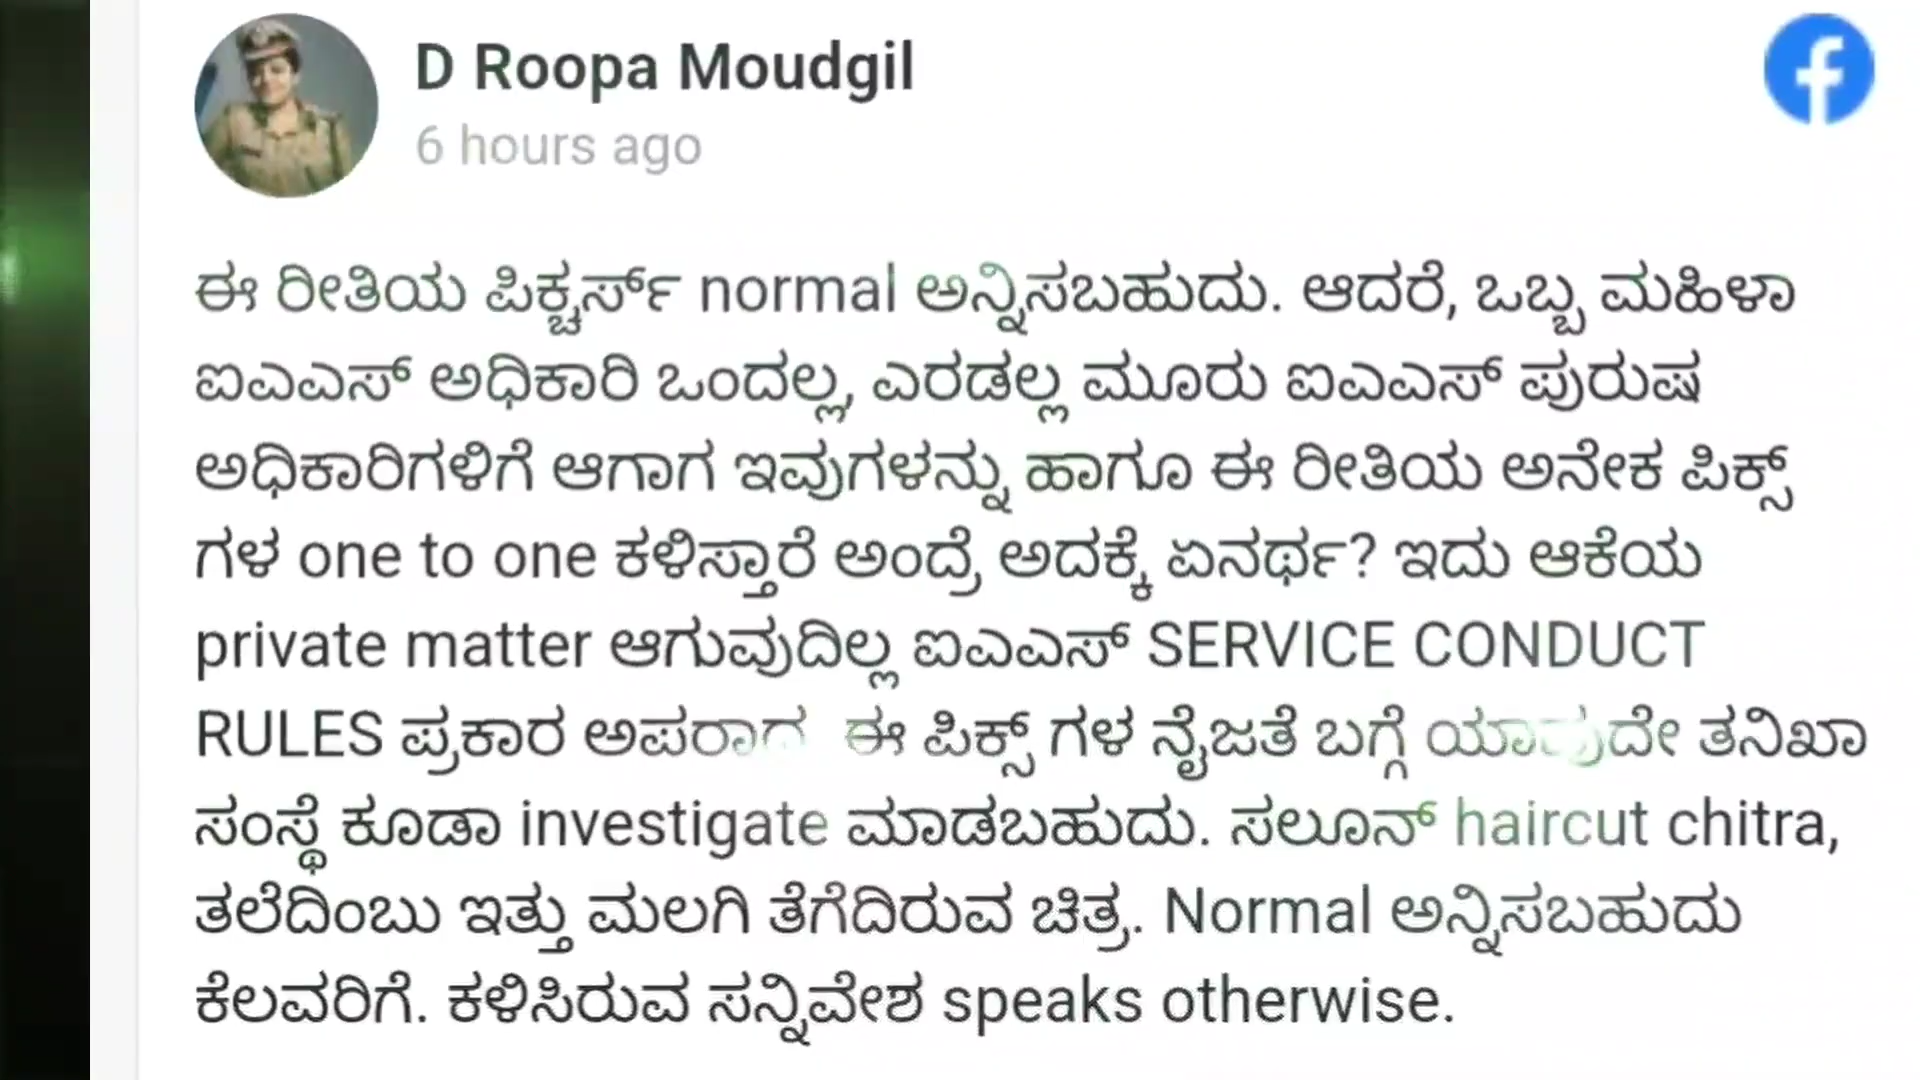 D Roopa Moudgil
6 hours ago
ಈ ರೀತಿಯ ಪಿಕ್ಚರ್ಸ್ normal ಅನ್ನಿಸಬಹುದು. ಆದರೆ, ಒಬ್ಬ ಮಹಿಳಾ
ಐಎಎಸ್ ಅಧಿಕಾರಿ ಒಂದಲ್ಲ, ಎರಡಲ್ಲ ಮೂರು ಐಎಎಸ್ ಪುರುಷ
ಅಧಿಕಾರಿಗಳಿಗೆ ಆಗಾಗ ಇವುಗಳನ್ನು ಹಾಗೂ ಈ ರೀತಿಯ ಅನೇಕ ಪಿಕ್ಸ್
ಗಳ one to one ಕಳಿಸ್ತಾರೆ ಅಂದ್ರೆ ಅದಕ್ಕೆ ಏನರ್ಥ? ಇದು ಆಕೆಯ
private matter ಆಗುವುದಿಲ್ಲ ಐಎಎಸ್ SERVICE CONDUCT
RULES ಪ್ರಕಾರ ಅಪರಾಧ. ಈ ಪಿಕ್ಸ್ ಗಳ ನೈಜತೆ ಬಗ್ಗೆ ಯಾವುದೇ ತನಿಖಾ
ಸಂಸ್ಥೆ ಕೂಡಾ investigate ಮಾಡಬಹುದು. ಸಲೂನ್ haircut chitra,
ತಲೆದಿಂಬು ಇತ್ತು ಮಲಗಿ ತೆಗೆದಿರುವ ಚಿತ್ರ. Normal ಅನ್ನಿಸಬಹುದು
ಕೆಲವರಿಗೆ. ಕಳಿಸಿರುವ ಸನ್ನಿವೇಶ speaks otherwise.